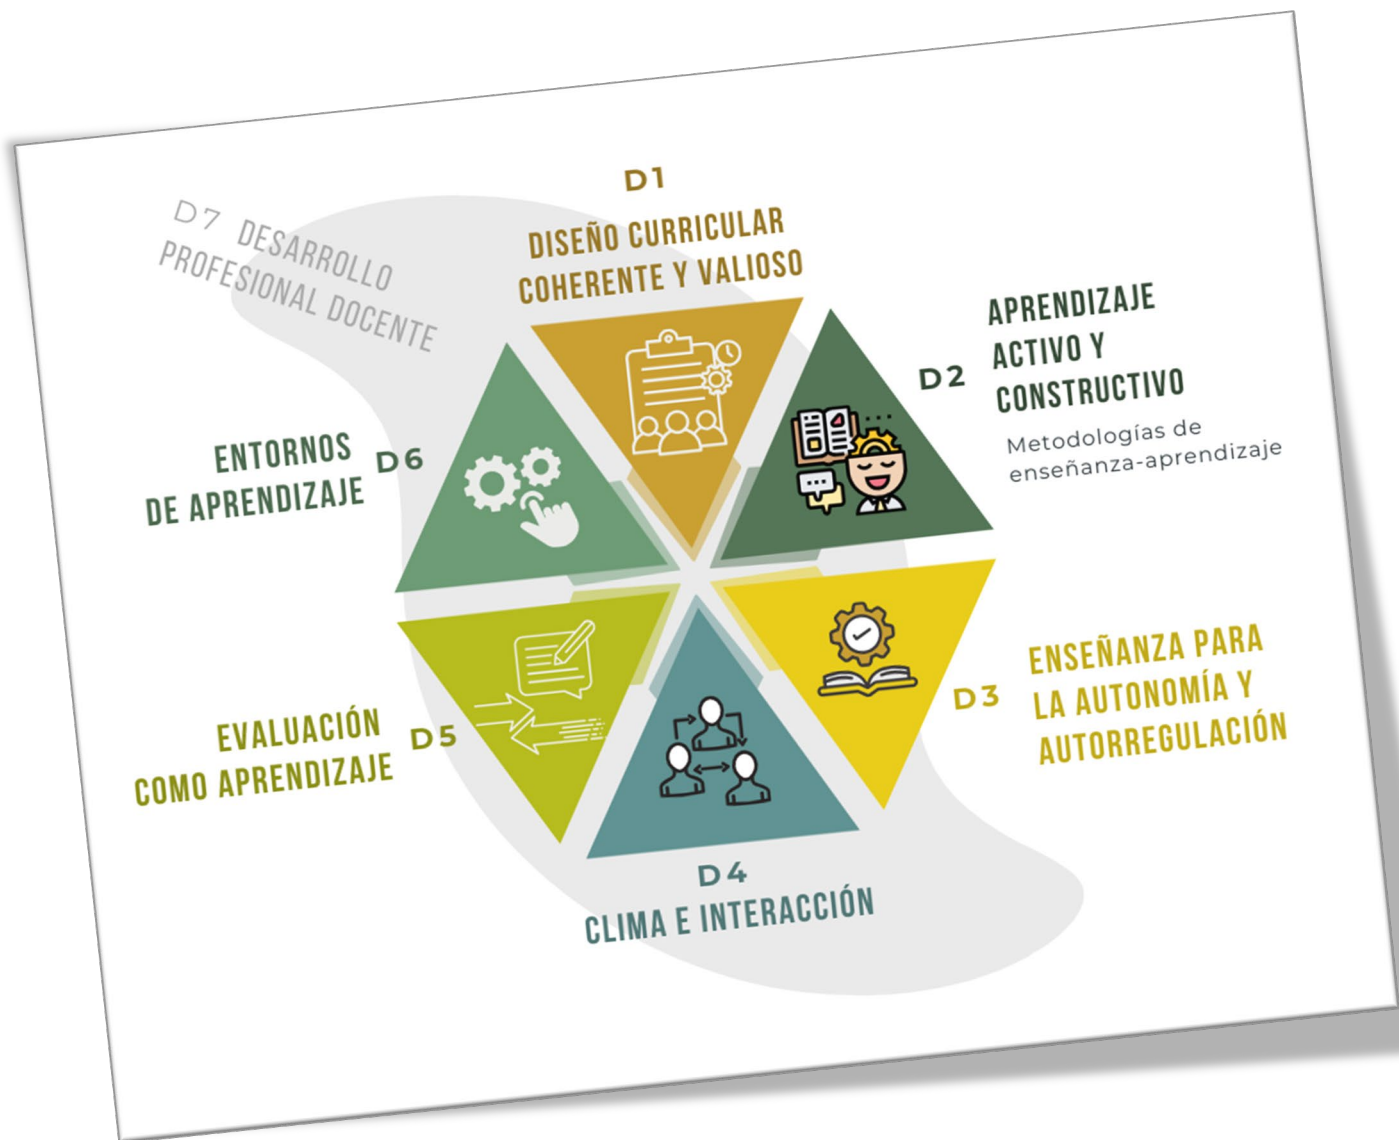 D1
DISEÑO CURRICULAR
COHERENTE Y VALIOSO
D2
APRENDIZAJE
ACTIVO Y
CONSTRUCTIVO
Metodologías de
enseñanza-aprendizaje
D3
ENSEÑANZA PARA
LA AUTONOMÍA Y
AUTORREGULACIÓN
D4
CLIMA E INTERACCIÓN
D5
EVALUACIÓN
COMO APRENDIZAJE
D6
ENTORNOS
DE APRENDIZAJE
D7 DESARROLLO
PROFESIONAL DOCENTE